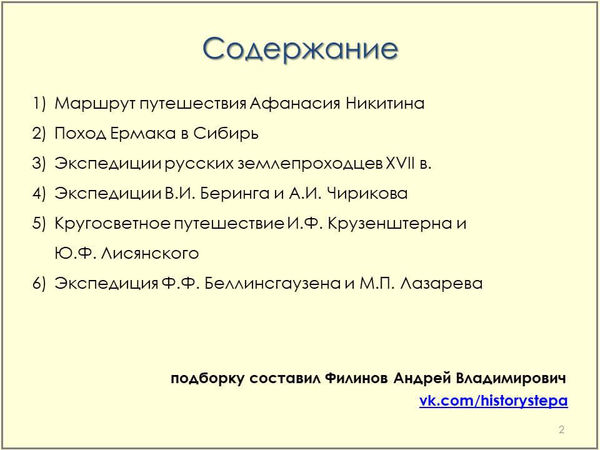 Содержание
1) Маршрут путешествия Афанасия Никитина
2) Поход Ермака в Сибирь
3) Экспедиции русских землепроходцев XVII в.
4) Экспедиции В.И. Беринга и А.И. Чирикова
5) Кругосветное путешествие И.Ф. Крузенштерна и
Ю.Ф. Лисянского
6) Экспедиция Ф.Ф. Беллинсгаузена и М.П. Лазарева
подборку составил Филинов Андрей Владимирович
vk.com/historystepa
2